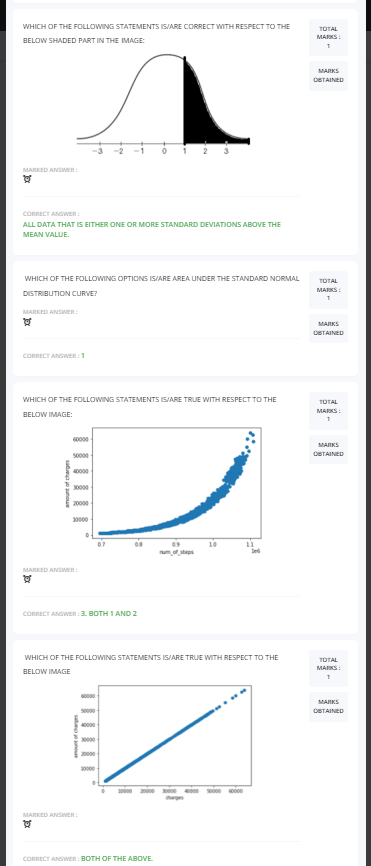 WHICH OF THE FOLLOWING STATEMENTS IS/ARE CORRECT WITH RESPECT TO THE
BELOW SHADED PART IN THE IMAGE:
TOTAL
MARKS :
1
MARKS
OBTAINED
−3 −2 −1 0 1 2 3
MARKED ANSWER :
CORRECT ANSWER :
ALL DATA THAT IS EITHER ONE OR MORE STANDARD DEVIATIONS ABOVE THE
MEAN VALUE.
WHICH OF THE FOLLOWING OPTIONS IS/ARE AREA UNDER THE STANDARD NORMAL
DISTRIBUTION CURVE?
TOTAL
MARKS :
1
MARKS
OBTAINED
MARKED ANSWER :
CORRECT ANSWER : 1
WHICH OF THE FOLLOWING STATEMENTS IS/ARE TRUE WITH RESPECT TO THE
BELOW IMAGE:
TOTAL
MARKS :
1
MARKS
OBTAINED
amount of charges
60000
50000
40000
30000
20000
10000
0
0.7 0.8 0.9 1.0 1.1
num_of_steps 1e6
MARKED ANSWER :
CORRECT ANSWER : 3. BOTH 1 AND 2
WHICH OF THE FOLLOWING STATEMENTS IS/ARE TRUE WITH RESPECT TO THE
BELOW IMAGE
TOTAL
MARKS :
1
MARKS
OBTAINED
amount of charges
60000
50000
40000
30000
20000
10000
0
0 10000 20000 30000 40000 50000 60000
charges
MARKED ANSWER :
CORRECT ANSWER : BOTH OF THE ABOVE.